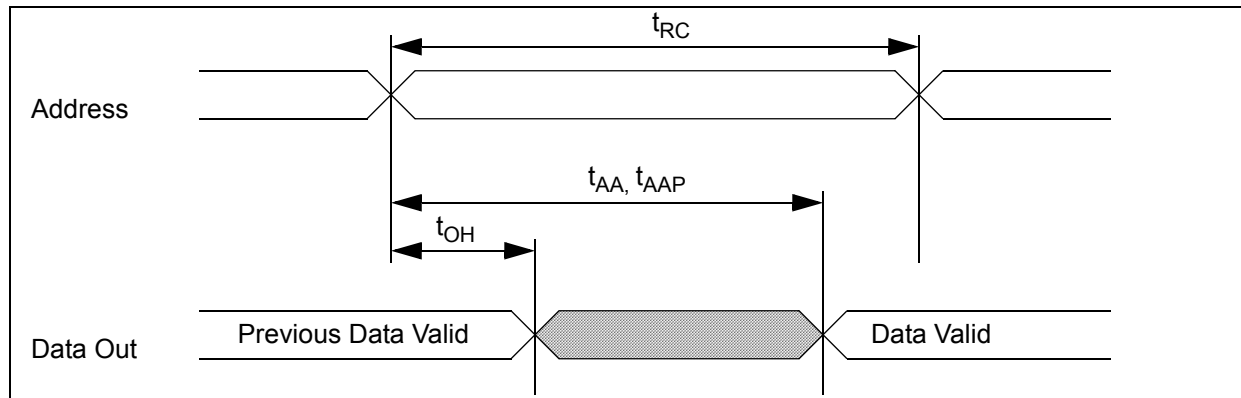 tRC
Address
tAA, tAAP
tOH
Previous Data Valid
Data Valid
Data Out